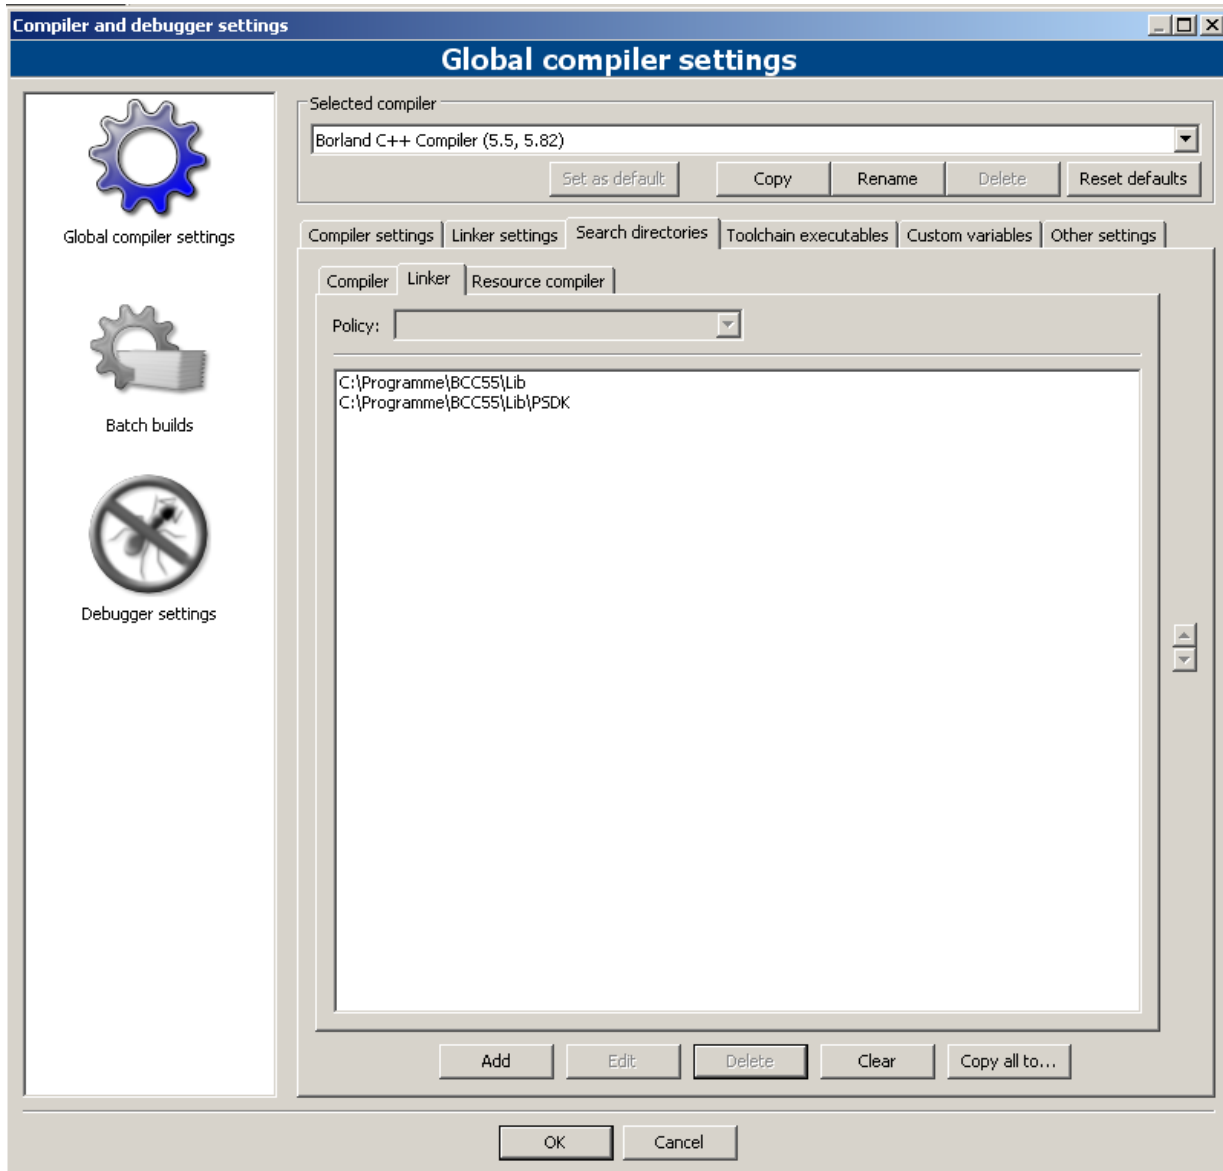 Compiler and debugger settings
Global compiler settings
Global compiler settings
Batch builds
Debugger settings
Selected compiler
Borland C++ Compiler (5.5, 5.82)
Set as default Copy Rename Delete Reset defaults
Compiler settings Linker settings Search directories Toolchain executables Custom variables Other settings
Compiler Linker Resource compiler
Policy:
C:\Programme\BCC55\Lib
C:\Programme\BCC55\Lib\PSDK
Add Edit Delete Clear Copy all to...
OK Cancel